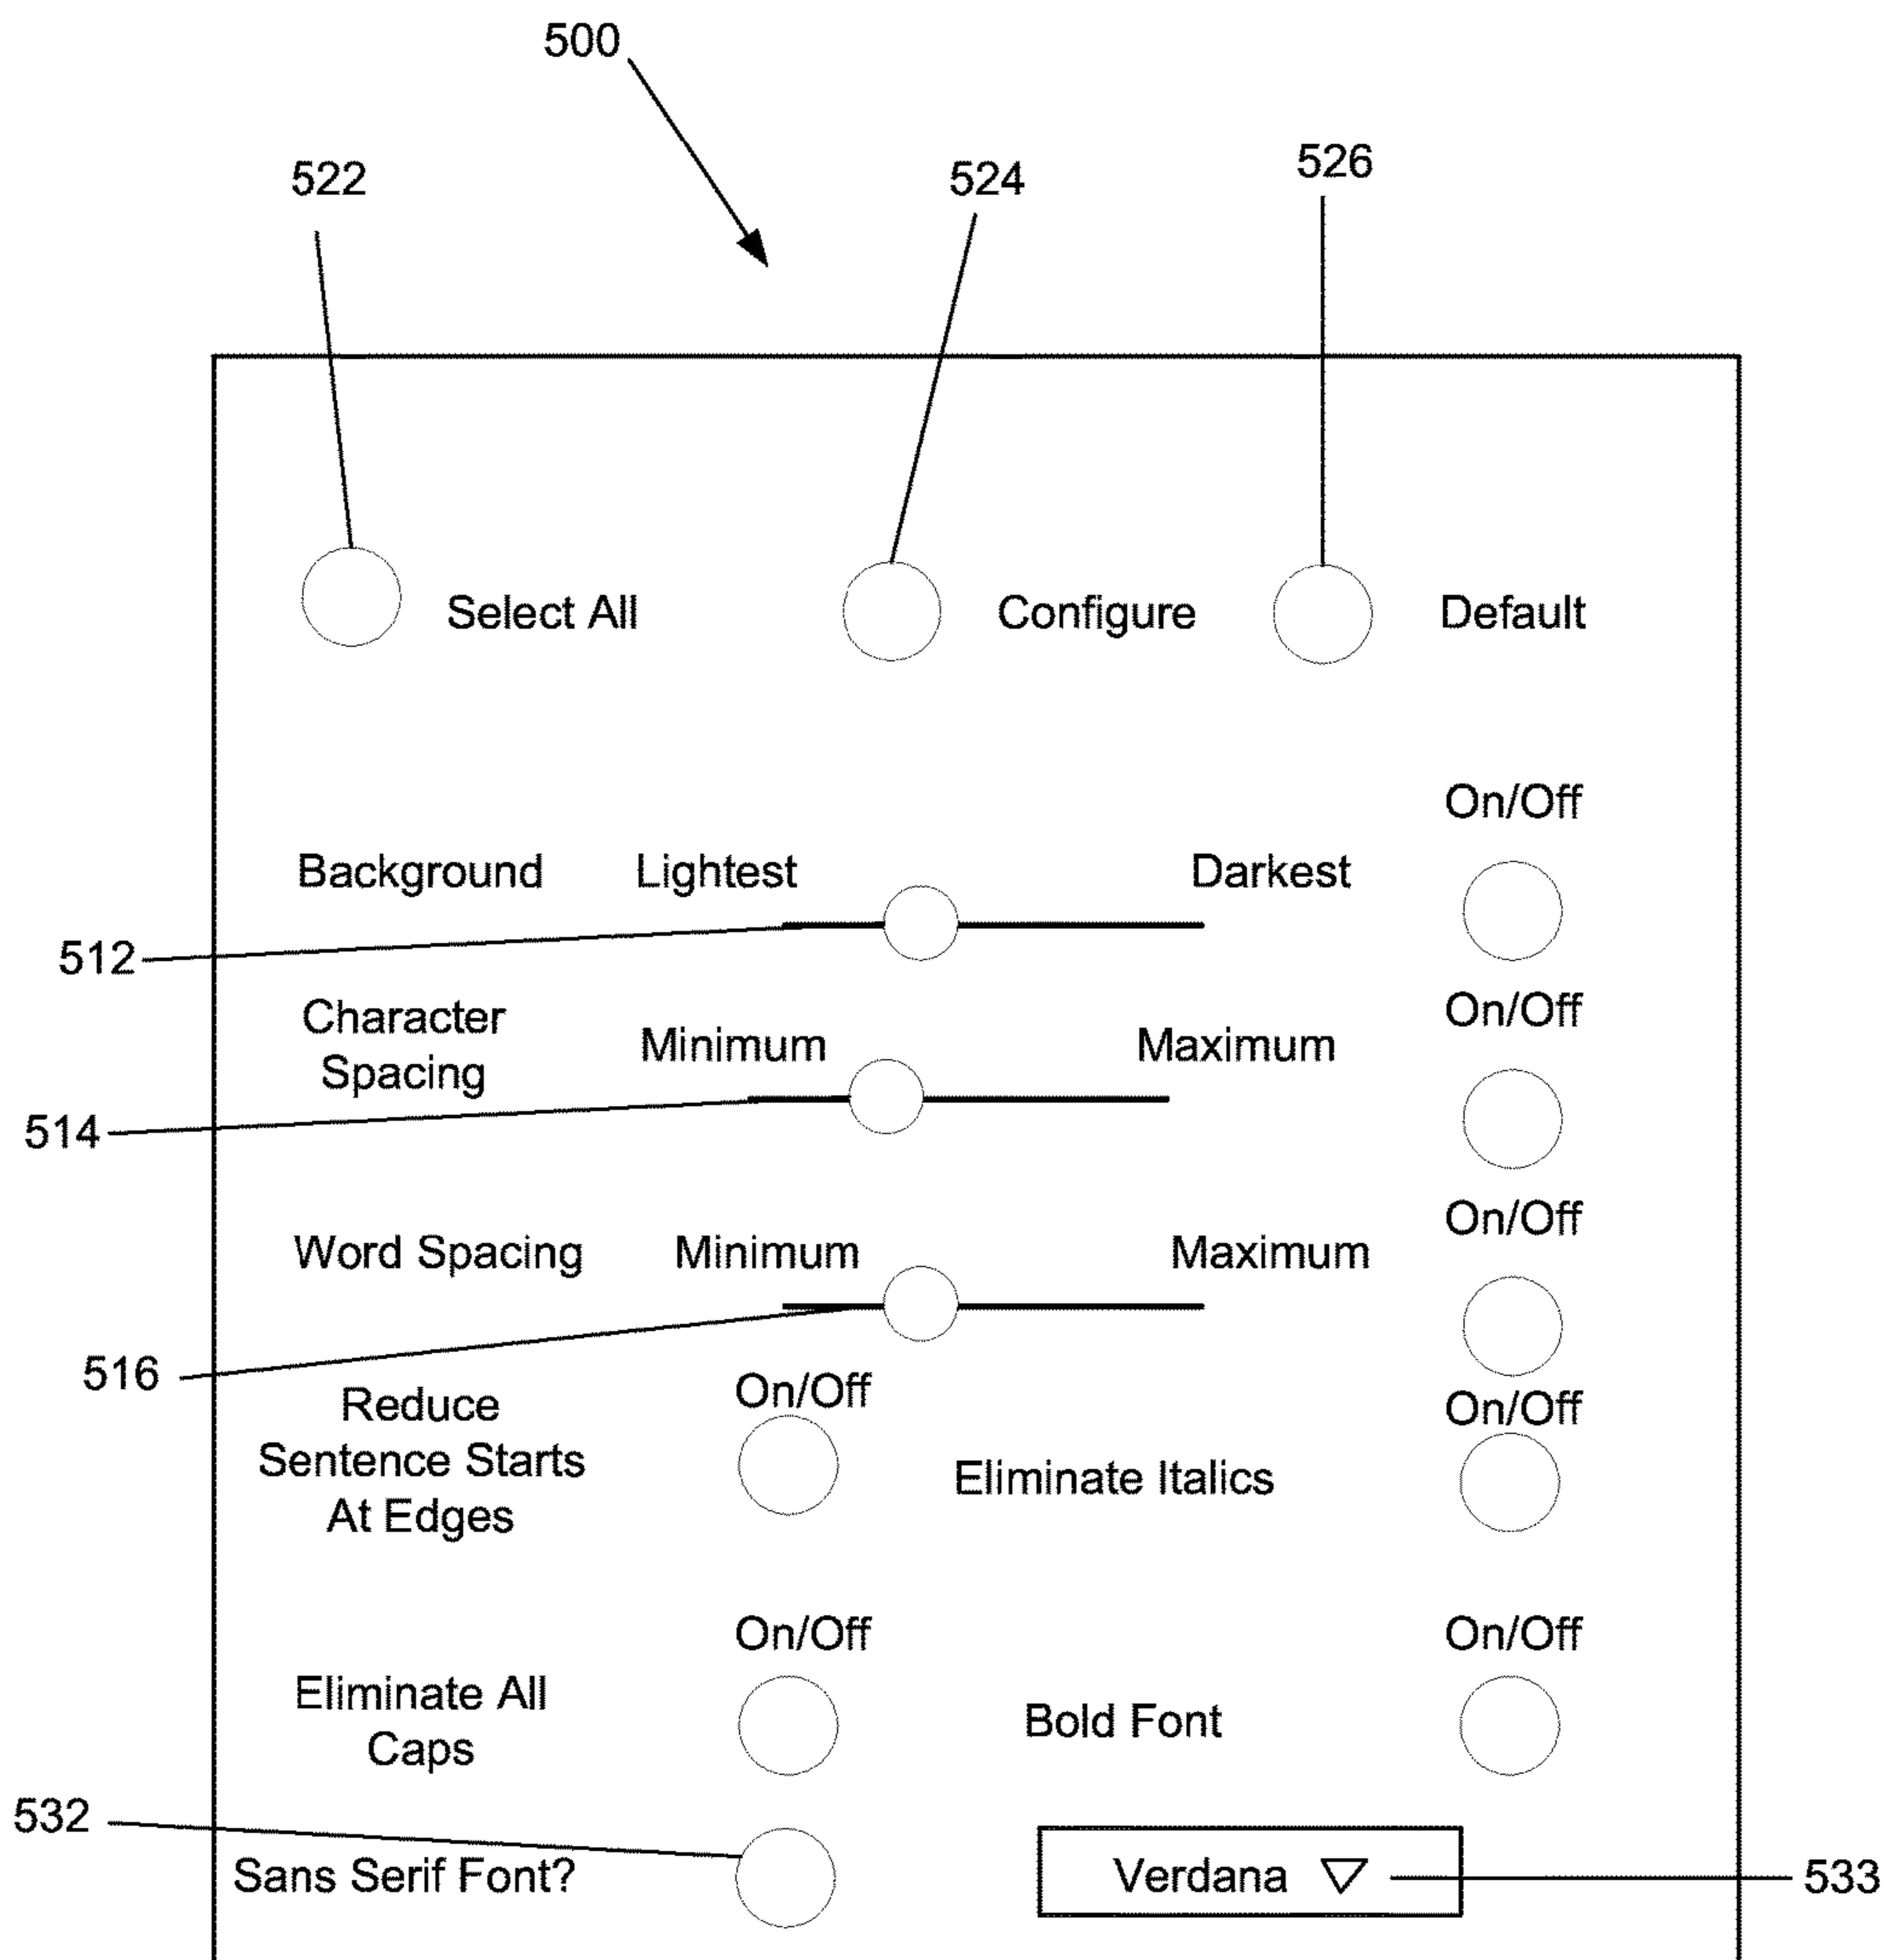 500
522
524
526
Select All
Configure
Default
On/Off
Background
Lightest
Darkest
512
On/Off
Character
Spacing
Minimum
Maximum
514
On/Off
Word Spacing
Minimum
Maximum
516
On/Off
On/Off
Reduce
Sentence Starts
At Edges
Eliminate Italics
On/Off
On/Off
Eliminate All
Caps
Bold Font
532
Sans Serif Font?
Verdana
533